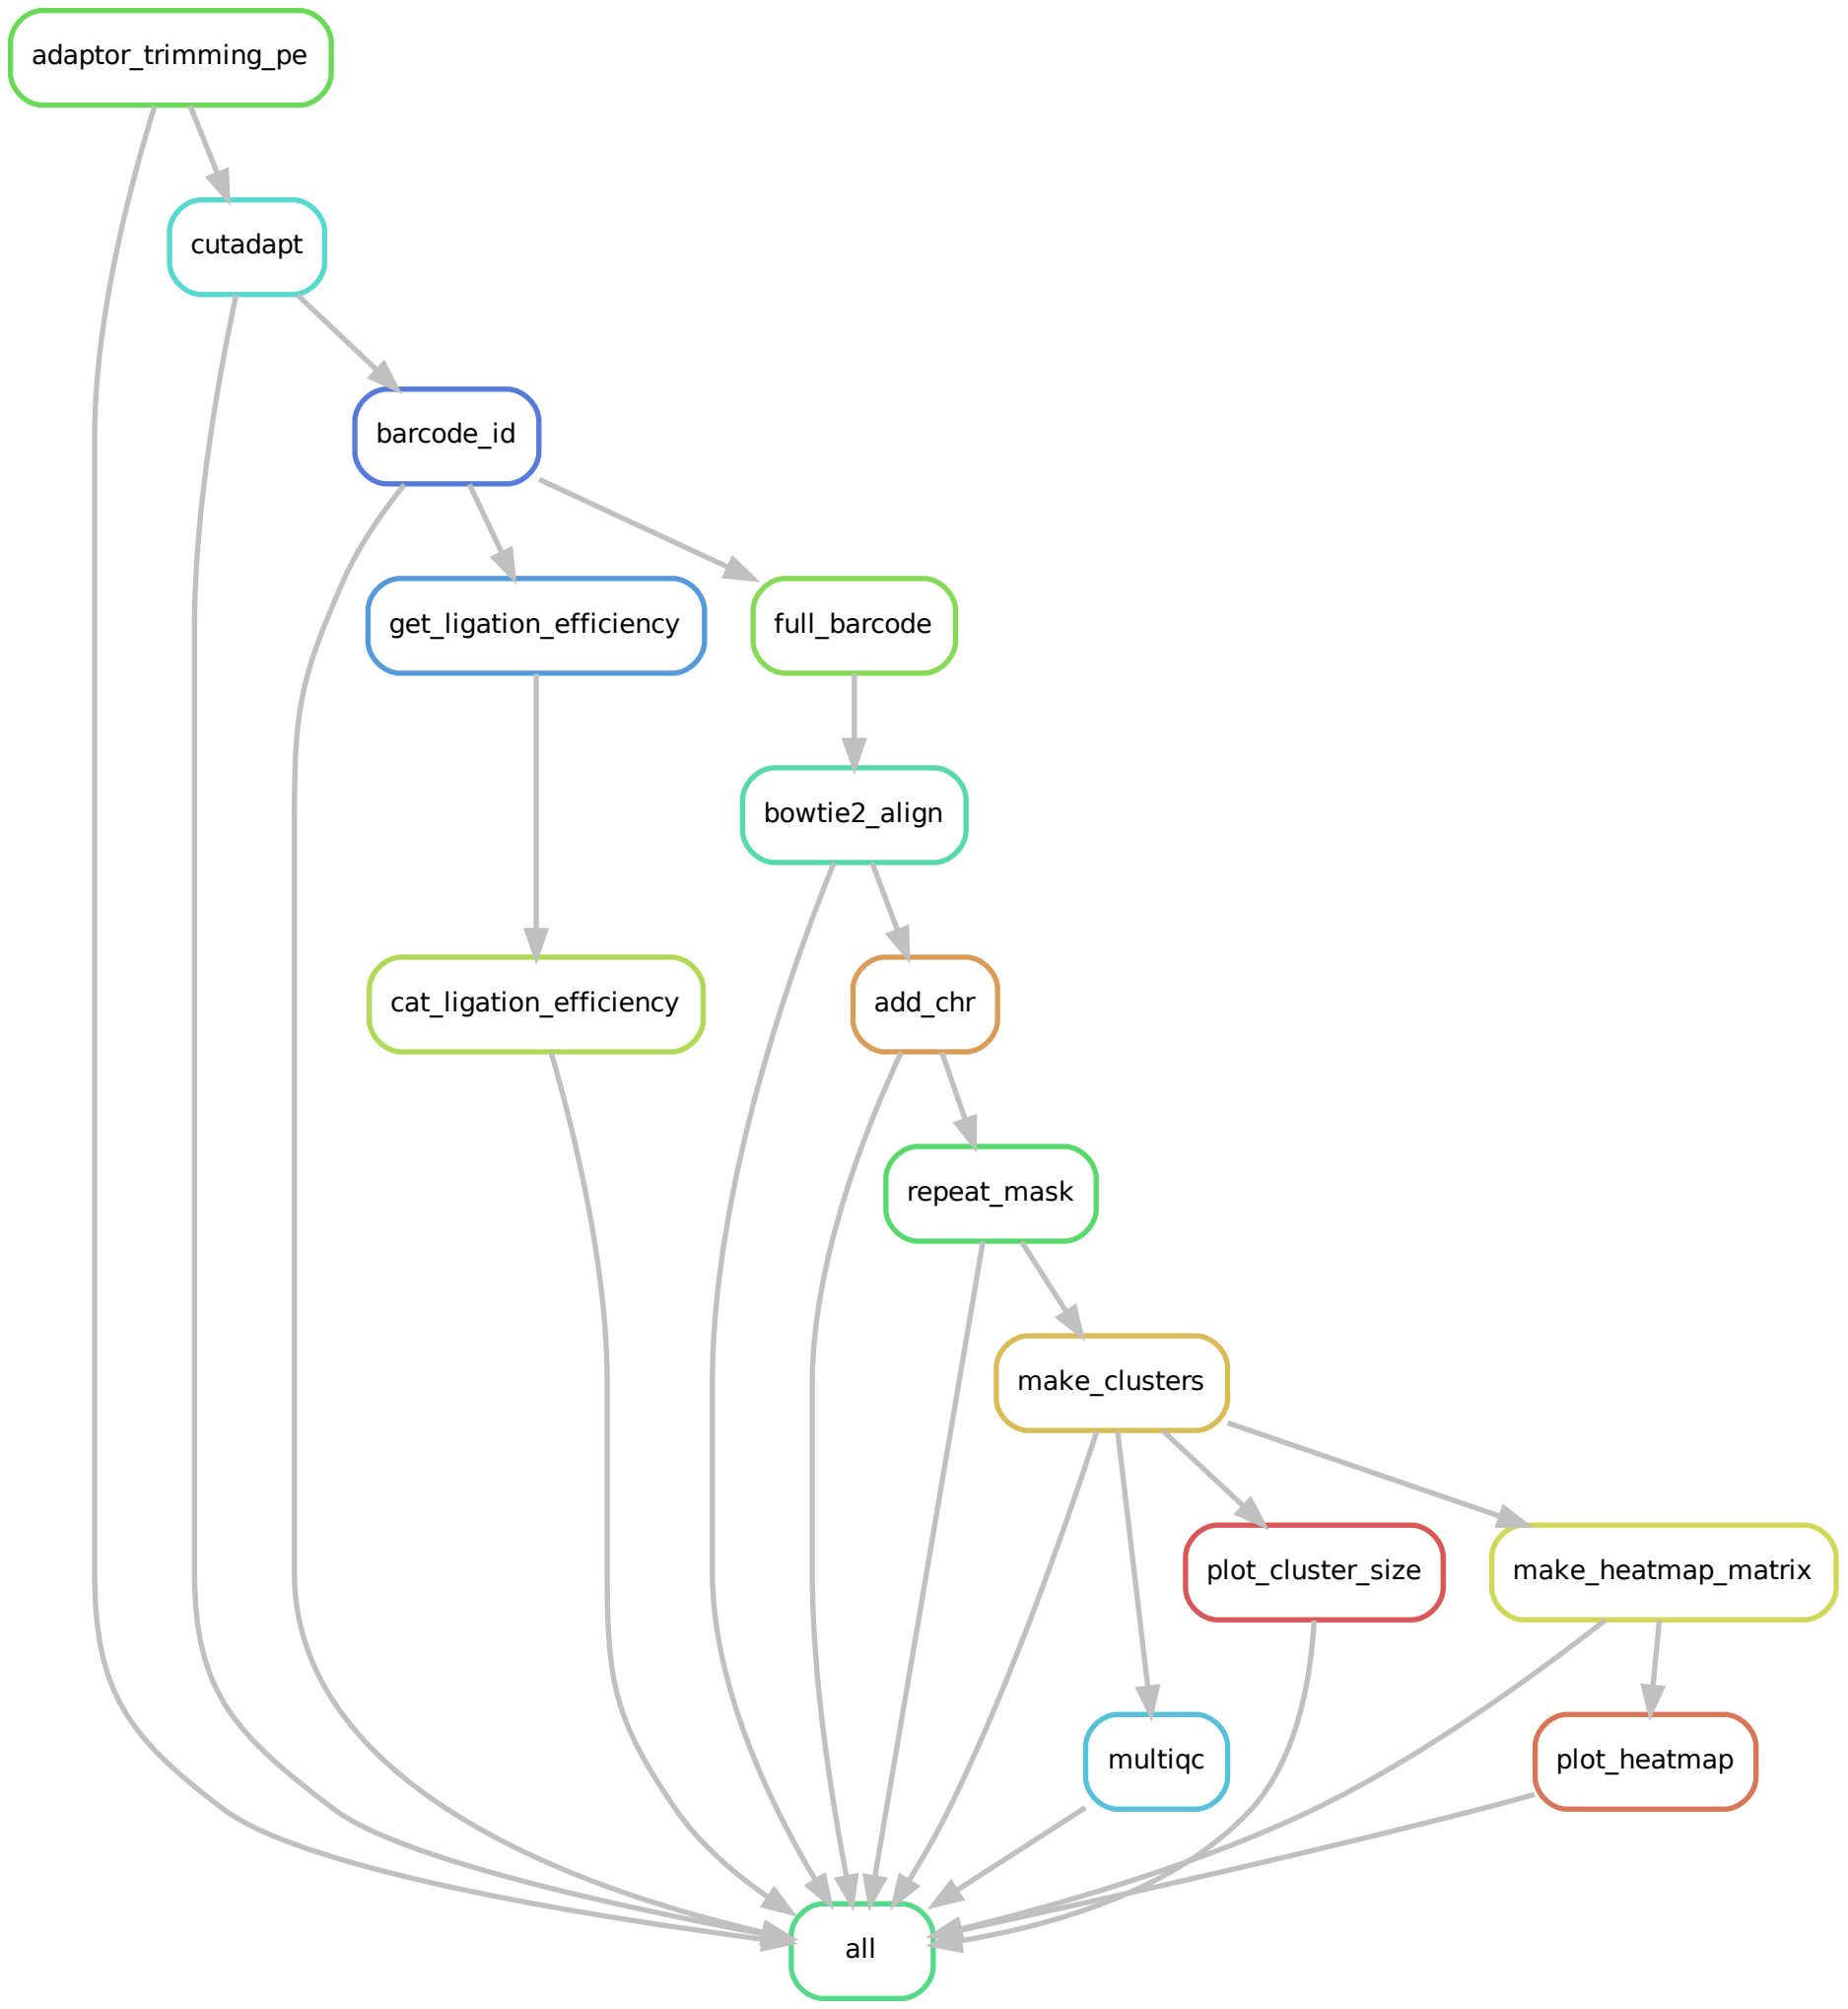 adaptor_trimming_pe
cutadapt
barcode_id
get_ligation_efficiency
full_barcode
bowtie2_align
cat_ligation_efficiency
add_chr
repeat_mask
make_clusters
plot_cluster_size
make_heatmap_matrix
multiqc
plot_heatmap
all